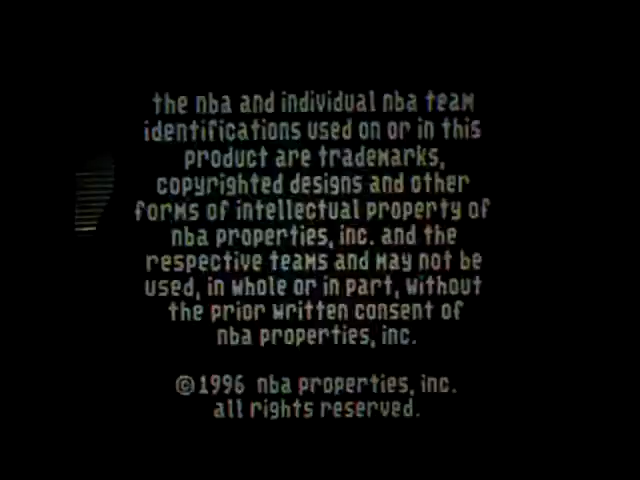 the nba and individual nba team
identifications used on or in this
product are trademarks,
copyrighted designs and other
forms of intellectual property of
nba properties, inc. and the
respective teams and may not be
used, in whole or in part, without
the prior written consent of
nba properties, inc.
©1996 nba properties, inc.
all rights reserved.